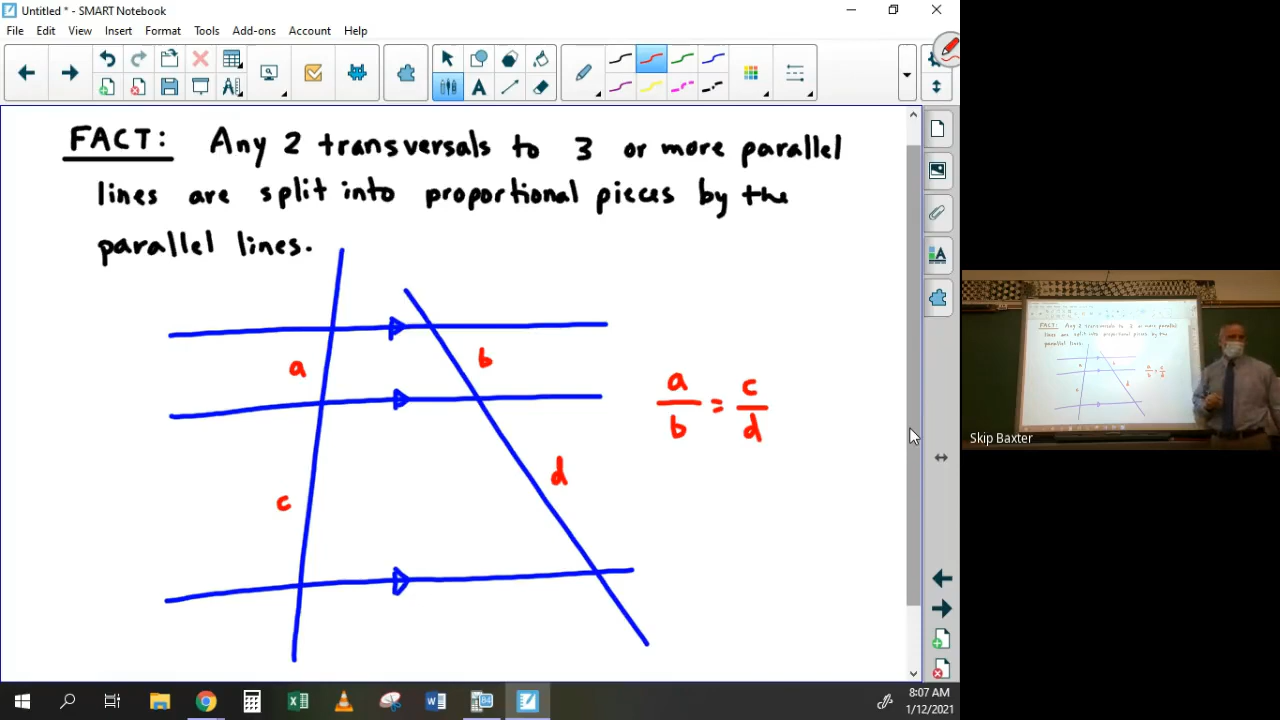 Untitled * - SMART Notebook
File Edit View Insert Format Tools Add-ons Account Help
FACT: Any 2 transversals to 3 or more parallel
lines are split into proportional pieces by the
parallel lines.
a
b
c
d
a/b = c/d
Skip Baxter
8:07 AM
1/12/2021